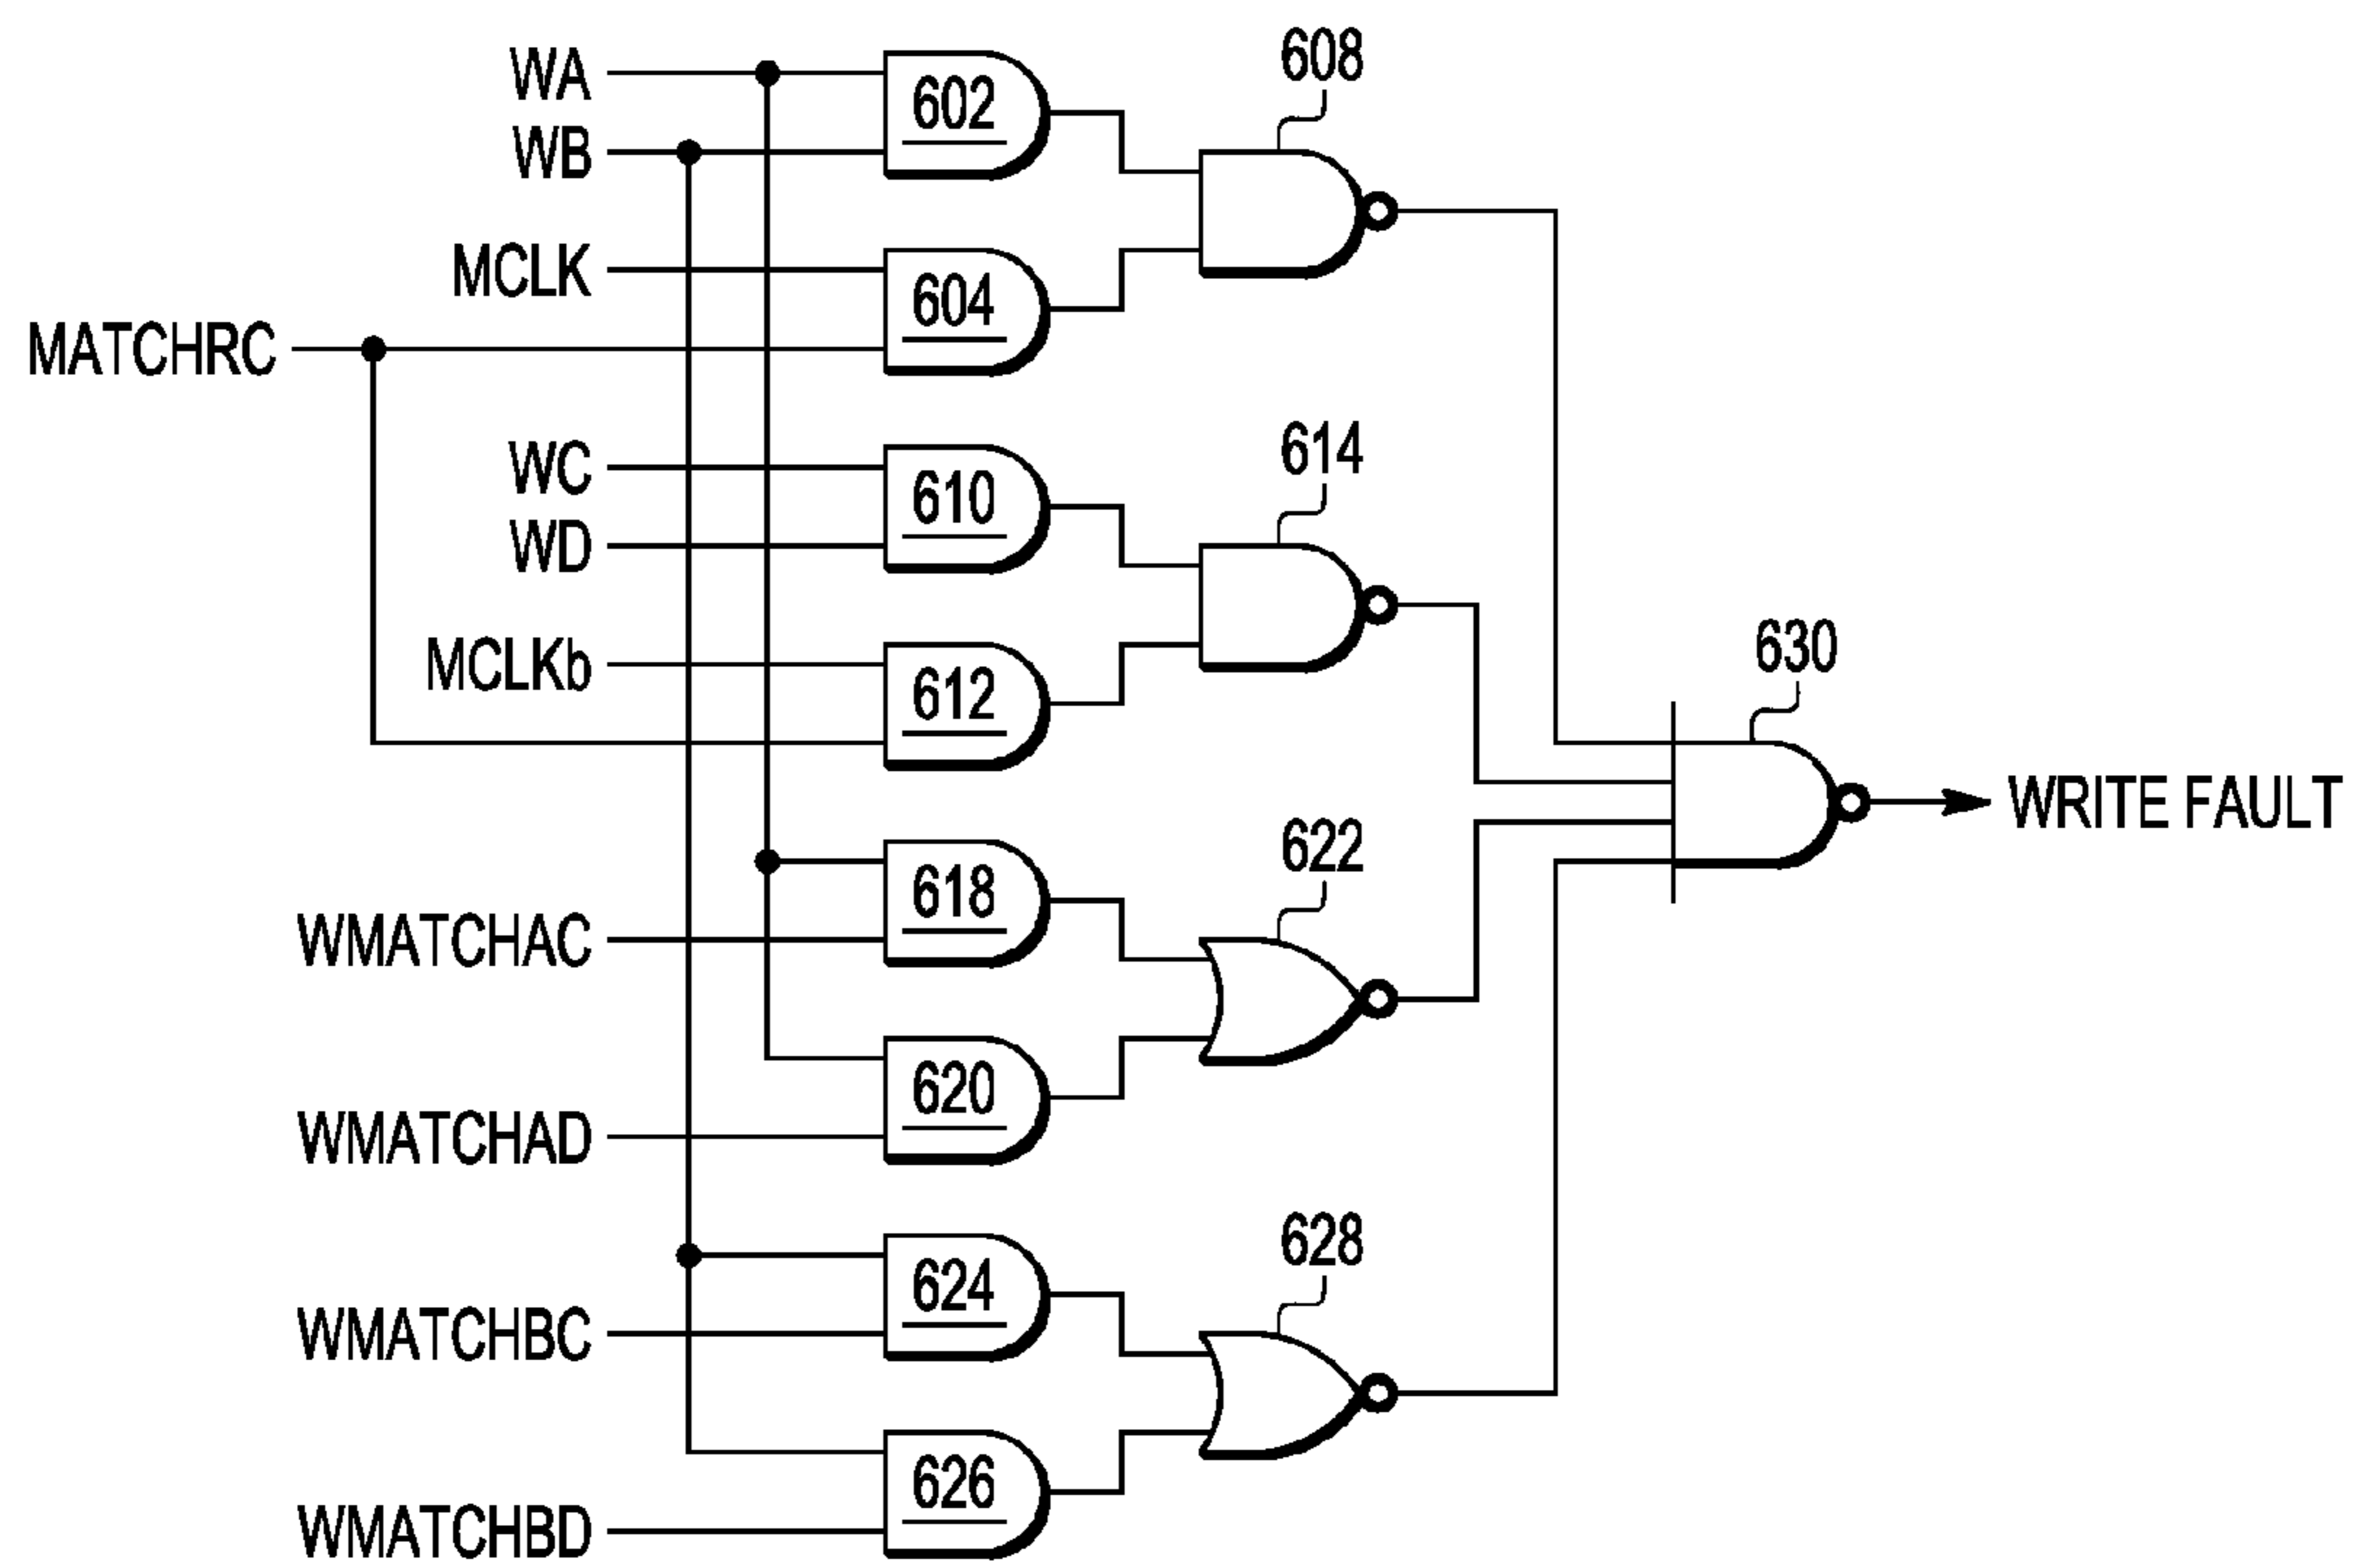 WA
602
608
WB
MCLK
604
MATCHRC
WC
610
614
WD
MCLKb
612
630
WRITE FAULT
618
622
WMATCHAC
620
WMATCHAD
624
628
WMATCHBC
626
WMATCHBD